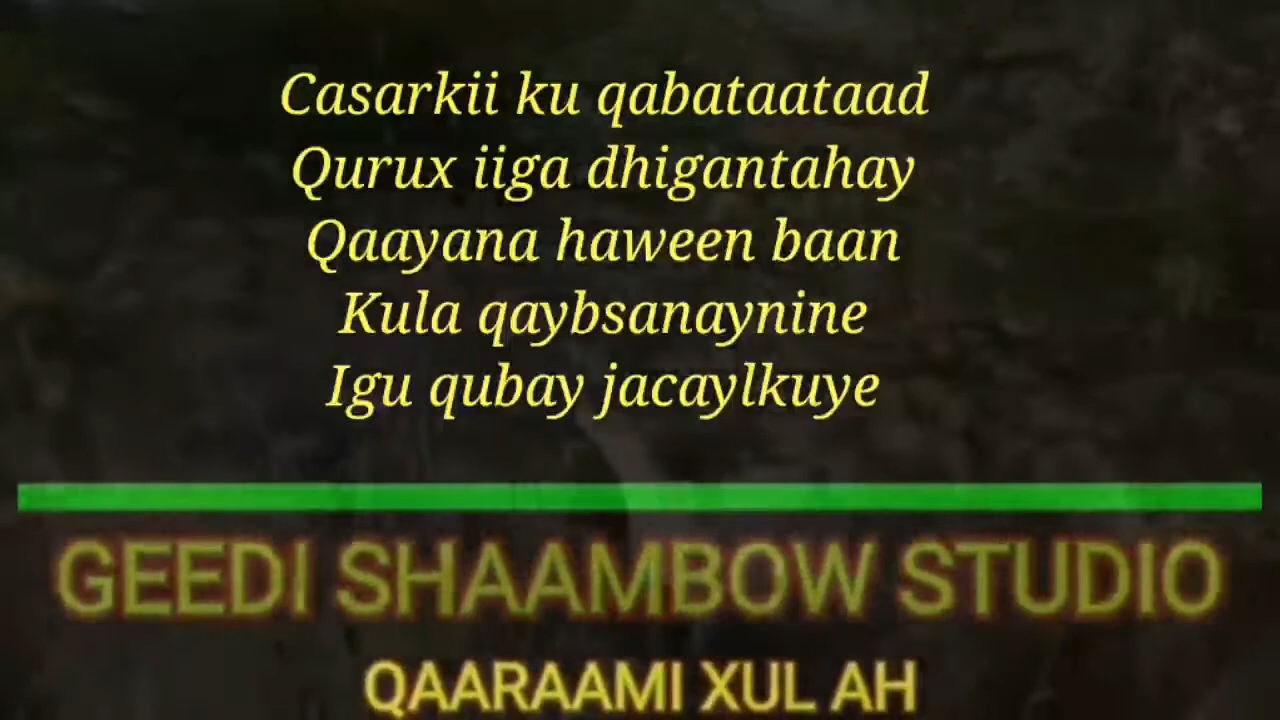 Casarkii ku qabataataad
Qurux iiga dhigantahay
Qaayana haween baan
Kula qaybsanaynine
Igu qubay jacaylkuye
GEEDI SHAAMBOW STUDIO
QAARAAMI XUL AH